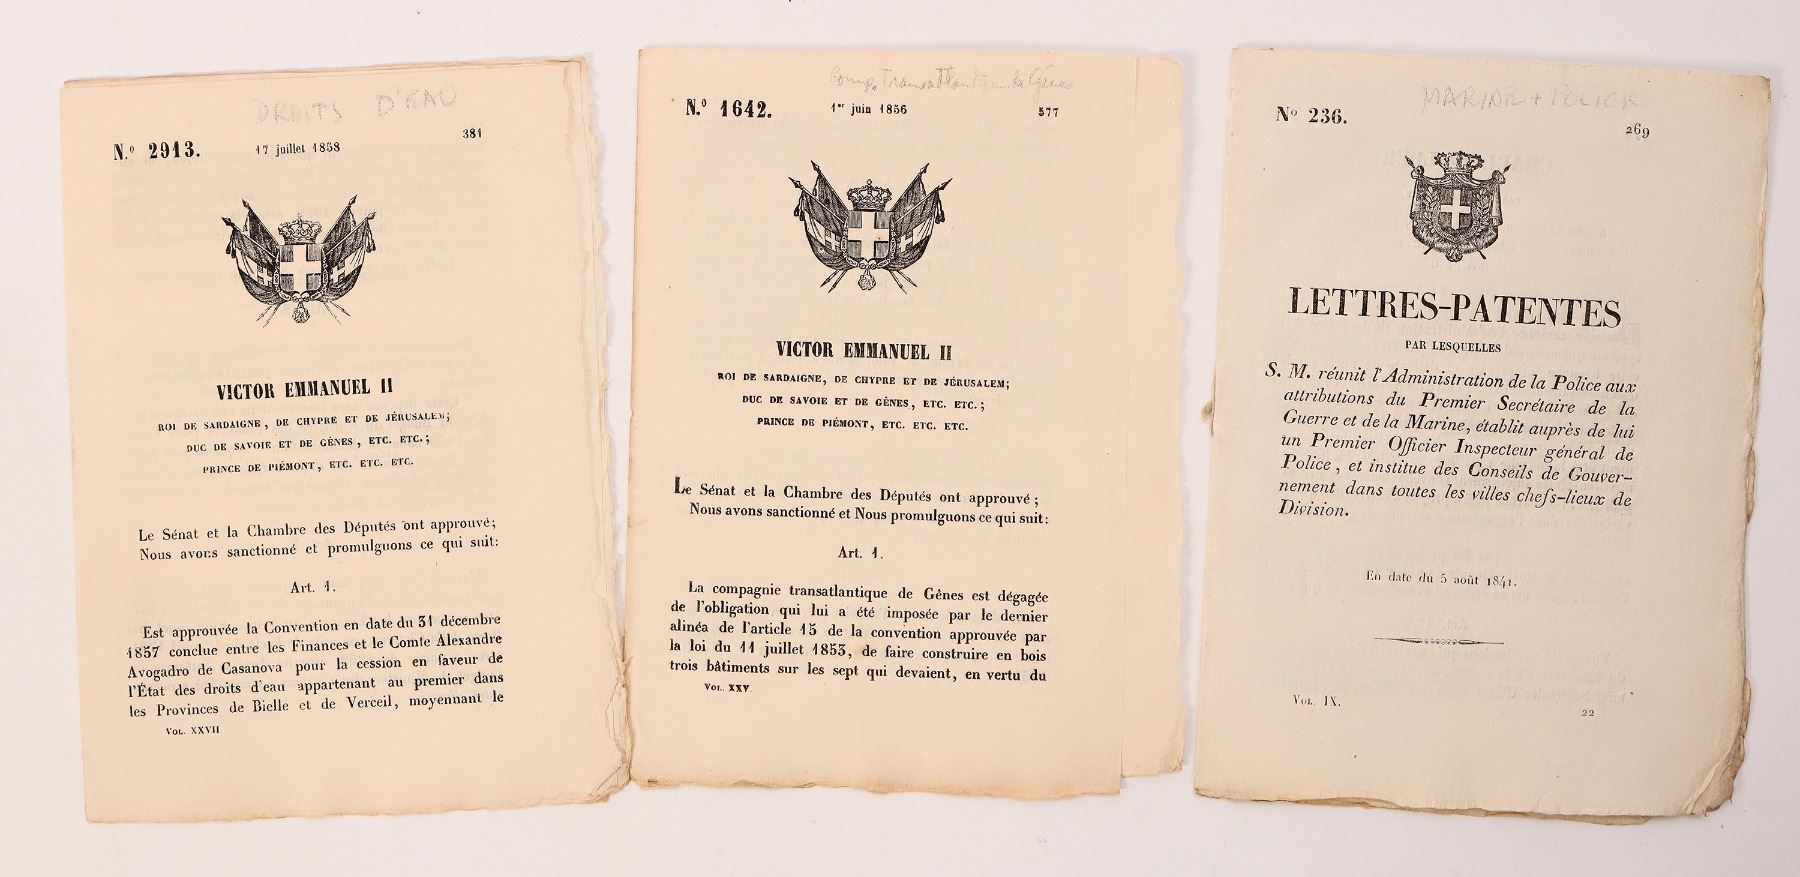 DROITS D'EAU
N.º 2913.
17 juillet 1858
381
VICTOR EMMANUEL II
ROI DE SARDAIGNE, DE CHYPRE ET DE JÉRUSALEM;
DUC DE SAVOIE ET DE GÊNES, ETC. ETC.;
PRINCE DE PIÉMONT, ETC. ETC. ETC.
Le Sénat et la Chambre des Députés ont approuvé;
Nous avons sanctionné et promulguons ce qui suit:
Art. 1.
Est approuvée la Convention en date du 31 décembre
1857 conclue entre les Finances et le Comte Alexandre
Avogadro de Casanova pour la cession en faveur de
l'État des droits d'eau appartenant au premier dans
les Provinces de Bielle et de Verceil, moyennant le
VOL. XXVII
Comp. Transatlantique de Gênes
N.º 1642.
1er juin 1856
577
VICTOR EMMANUEL II
ROI DE SARDAIGNE, DE CHYPRE ET DE JÉRUSALEM;
DUC DE SAVOIE ET DE GÊNES, ETC. ETC.;
PRINCE DE PIÉMONT, ETC. ETC. ETC.
Le Sénat et la Chambre des Députés ont approuvé;
Nous avons sanctionné et Nous promulguons ce qui suit:
Art. 1.
La compagnie transatlantique de Gênes est dégagée
de l'obligation qui lui a été imposée par le dernier
alinéa de l'article 15 de la convention approuvée par
la loi du 11 juillet 1853, de faire construire en bois
trois bâtiments sur les sept qui devaient, en vertu du
VOL. XXV.
MARINE + POLICE
Nº 236.
269
LETTRES-PATENTES
PAR LESQUELLES
S. M. réunit l'Administration de la Police aux
attributions du Premier Secrétaire de la
Guerre et de la Marine, établit auprès de lui
un Premier Officier Inspecteur général de
Police, et institue des Conseils de Gouver-
nement dans toutes les villes chefs-lieux de
Division.
En date du 5 août 1841.
VOL. IX.
22